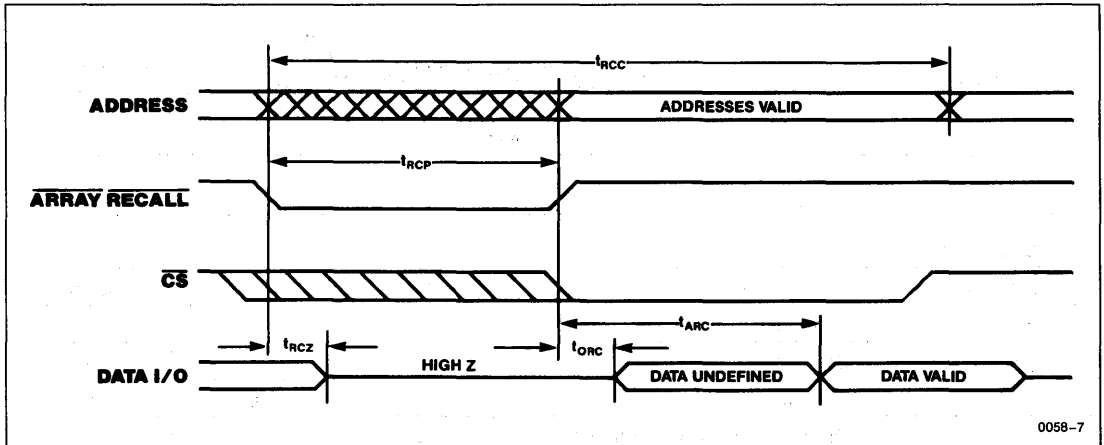 tRCC
ADDRESS
ADDRESSES VALID
tRCP
ARRAY RECALL
CS
tARC
tRCZ
tORC
DATA I/O
HIGH Z
DATA UNDEFINED
DATA VALID
0058-7